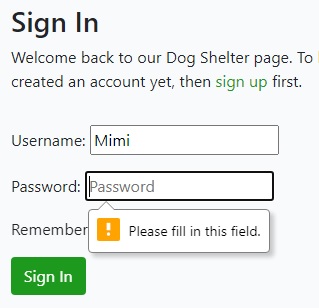 Sign In
Welcome back to our Dog Shelter page. To
created an account yet, then sign up first.
Username: Mimi
Password: Password
Remember
! Please fill in this field.
Sign In